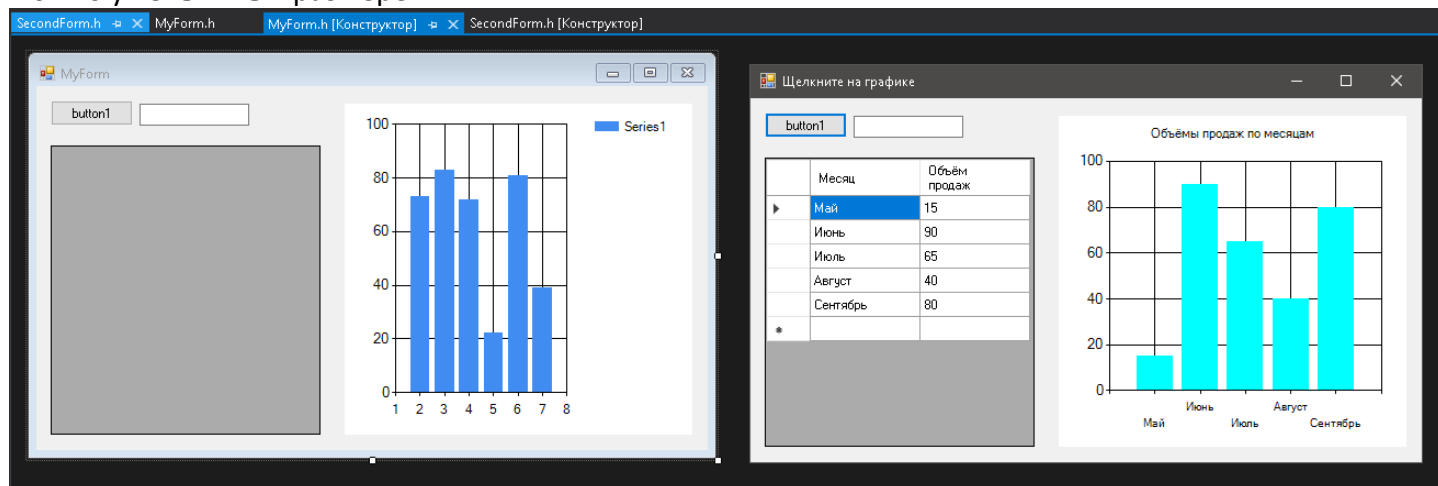 SecondForm.h MyForm.h MyForm.h [Конструктор] SecondForm.h [Конструктор]
MyForm
button1
100
80
60
40
20
0
1 2 3 4 5 6 7 8
Series1
Щелкните на графике
button1
Месяц Объём продаж
Май 15
Июнь 90
Июль 65
Август 40
Сентябрь 80
Объёмы продаж по месяцам
100
80
60
40
20
0
Июнь Август
Май Июль Сентябрь